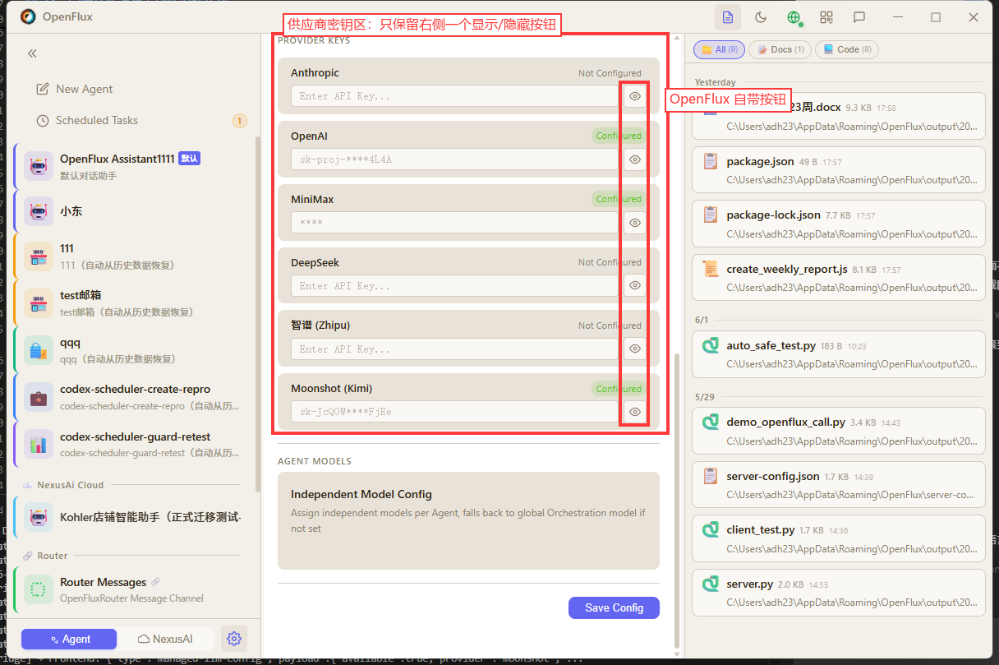 OpenFlux
供应商密钥区：只保留右侧一个显示/隐藏按钮
New Agent
Scheduled Tasks
1
OpenFlux Assistant1111 默认
默认对话助手
小东
111
111（自动从历史数据恢复）
test邮箱
test邮箱（自动从历史数据恢复）
qqq
qqq（自动从历史数据恢复）
codex-scheduler-create-repro
codex-scheduler-create-repro（自动从历...
codex-scheduler-guard-retest
codex-scheduler-guard-retest（自动从历...
NexusAi Cloud
Kohler店铺智能助手（正式迁移测试-
Router
Router Messages
OpenFluxRouter Message Channel
Agent
NexusAI
PROVIDER KEYS
Anthropic
Not Configured
Enter API Key...
OpenAI
Configured
sk-proj-****4L4A
MiniMax
Configured
****
DeepSeek
Not Configured
Enter API Key...
智谱 (Zhipu)
Not Configured
Enter API Key...
Moonshot (Kimi)
Configured
sk-JcQOW****FjEe
AGENT MODELS
Independent Model Config
Assign independent models per Agent, falls back to global Orchestration model if
not set
Save Config
All (9)
Docs (1)
Code (8)
Yesterday
OpenFlux 自带按钮
23周.docx 9.3 KB 17:58
C:\Users\adh23\AppData\Roaming\OpenFlux\output\20...
package.json 49 B 17:57
C:\Users\adh23\AppData\Roaming\OpenFlux\output\20...
package-lock.json 7.7 KB 17:57
C:\Users\adh23\AppData\Roaming\OpenFlux\output\20...
create_weekly_report.js 8.1 KB 17:57
C:\Users\adh23\AppData\Roaming\OpenFlux\output\20...
6/1
auto_safe_test.py 183 B 10:23
C:\Users\adh23\AppData\Roaming\OpenFlux\output\20...
5/29
demo_openflux_call.py 3.4 KB 14:43
C:\Users\adh23\AppData\Roaming\OpenFlux\output\20...
server-config.json 1.7 KB 14:39
C:\Users\adh23\AppData\Roaming\OpenFlux\server-co...
client_test.py 1.7 KB 14:36
C:\Users\adh23\AppData\Roaming\OpenFlux\output\20...
server.py 2.0 KB 14:35
C:\Users\adh23\AppData\Roaming\OpenFlux\output\20...